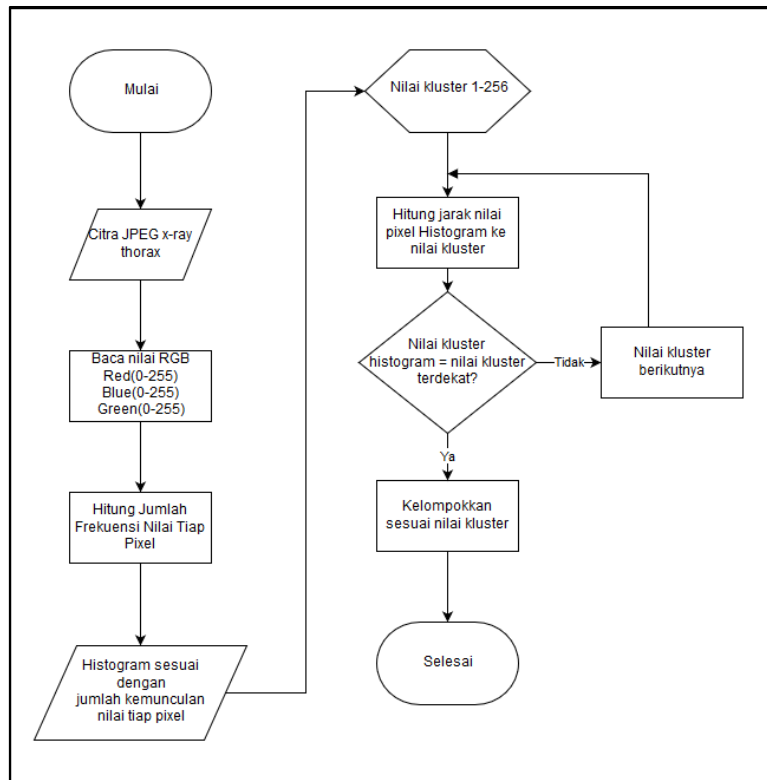 Mulai
Citra JPEG x-ray
thorax
Baca nilai RGB
Red(0-255)
Blue(0-255)
Green(0-255)
Hitung Jumlah
Frekuensi Nilai Tiap
Pixel
Histogram sesuai
dengan
jumlah kemunculan
nilai tiap pixel
Nilai kluster 1-256
Hitung jarak nilai
pixel Histogram ke
nilai kluster
Nilai kluster
histogram = nilai kluster
terdekat?
Tidak
Nilai kluster
berikutnya
Ya
Kelompokkan
sesuai nilai kluster
Selesai